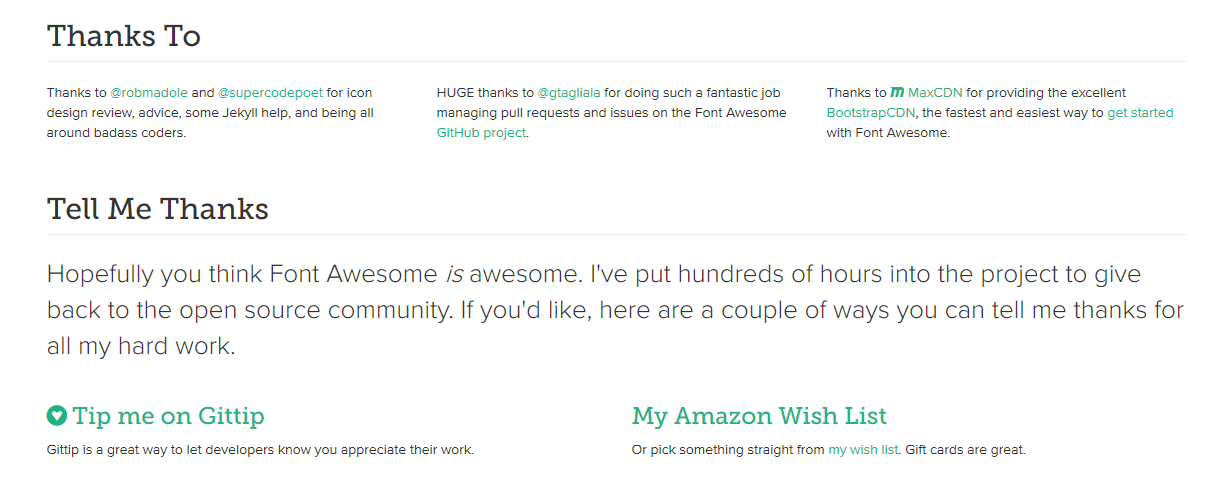 Thanks To
Thanks to @robmadole and @supercodepoet for icon
design review, advice, some Jekyll help, and being all
around badass coders.
HUGE thanks to @gtagliala for doing such a fantastic job
managing pull requests and issues on the Font Awesome
GitHub project.
Thanks to MaxCDN for providing the excellent
BootstrapCDN, the fastest and easiest way to get started
with Font Awesome.
Tell Me Thanks
Hopefully you think Font Awesome is awesome. I've put hundreds of hours into the project to give
back to the open source community. If you'd like, here are a couple of ways you can tell me thanks for
all my hard work.
Tip me on Gittip
Gittip is a great way to let developers know you appreciate their work.
My Amazon Wish List
Or pick something straight from my wish list. Gift cards are great.